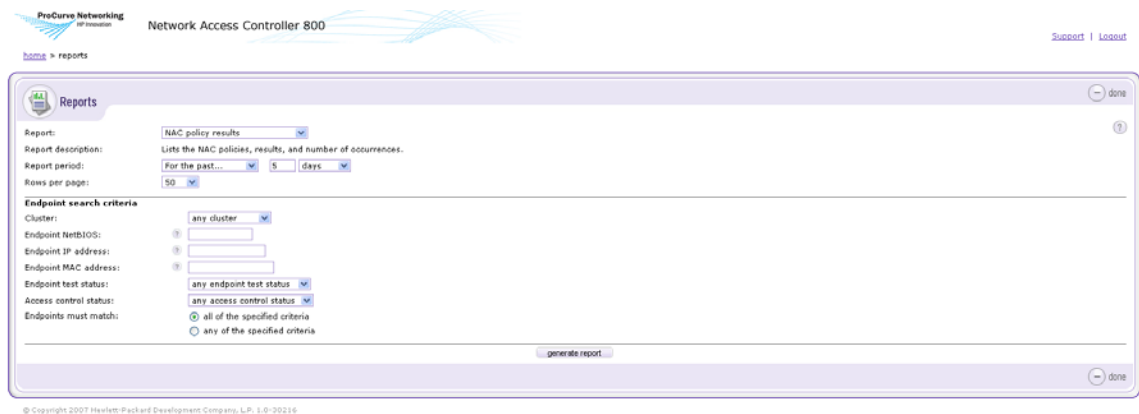 ProCurve Networking
HP Innovation
Network Access Controller 800
Support | Logout
home > reports
Reports
done
Report: NAC policy results
?
Report description: Lists the NAC policies, results, and number of occurrences.
Report period: For the past... 5 days
Rows per page: 50
Endpoint search criteria
Cluster: any cluster
Endpoint NetBIOS: ?
Endpoint IP address: ?
Endpoint MAC address: ?
Endpoint test status: any endpoint test status
Access control status: any access control status
Endpoints must match: all of the specified criteria
any of the specified criteria
generate report
done
© Copyright 2007 Hewlett-Packard Development Company, L.P. 1.0-30216